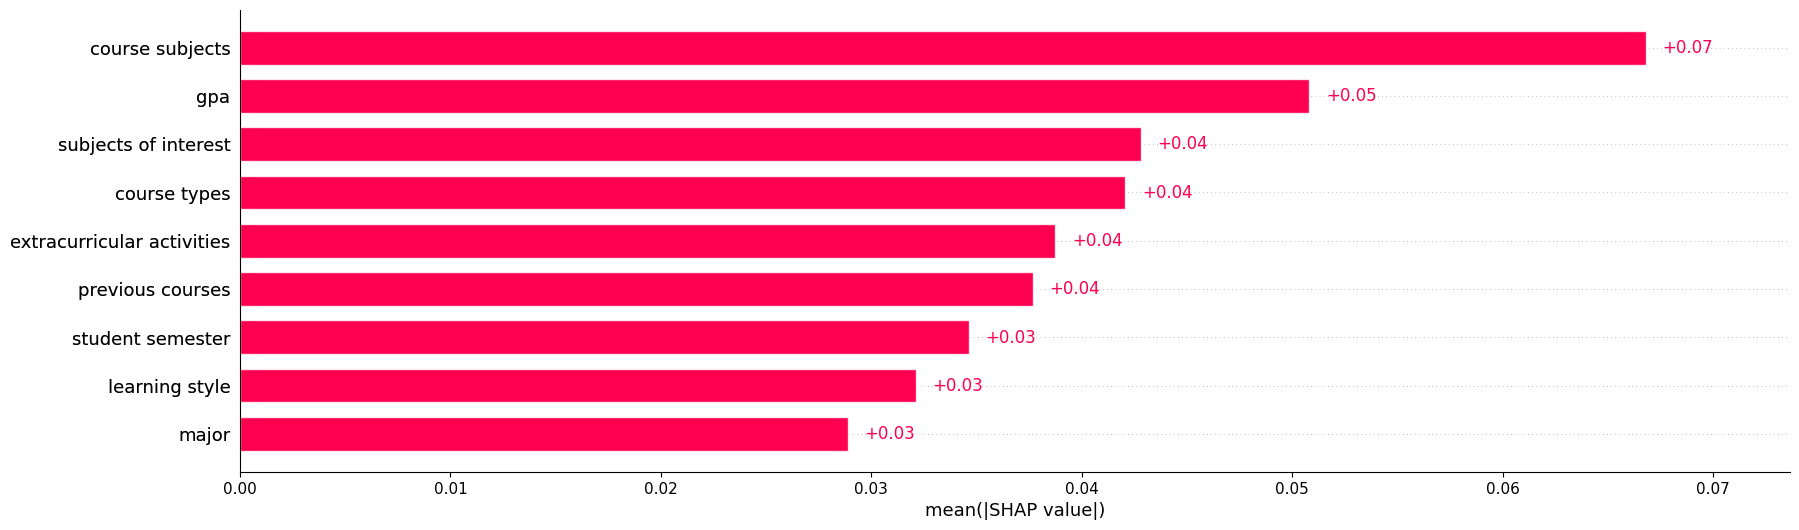 course subjects +0.07
gpa +0.05
subjects of interest +0.04
course types +0.04
extracurricular activities +0.04
previous courses +0.04
student semester +0.03
learning style +0.03
major +0.03
0.00 0.01 0.02 0.03 0.04 0.05 0.06 0.07
mean(|SHAP value|)